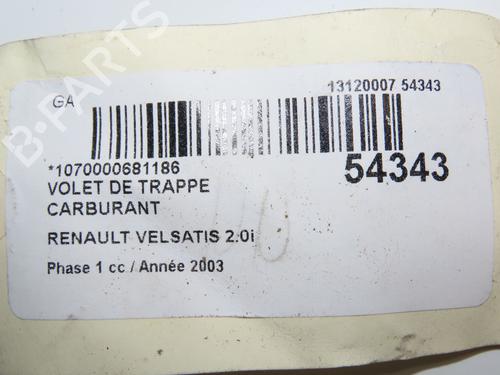 B-PARTS
GA
13120007 54343
*1070000681186
54343
VOLET DE TRAPPE
CARBURANT
RENAULT VELSATIS 2.0i
Phase 1 cc / Année 2003